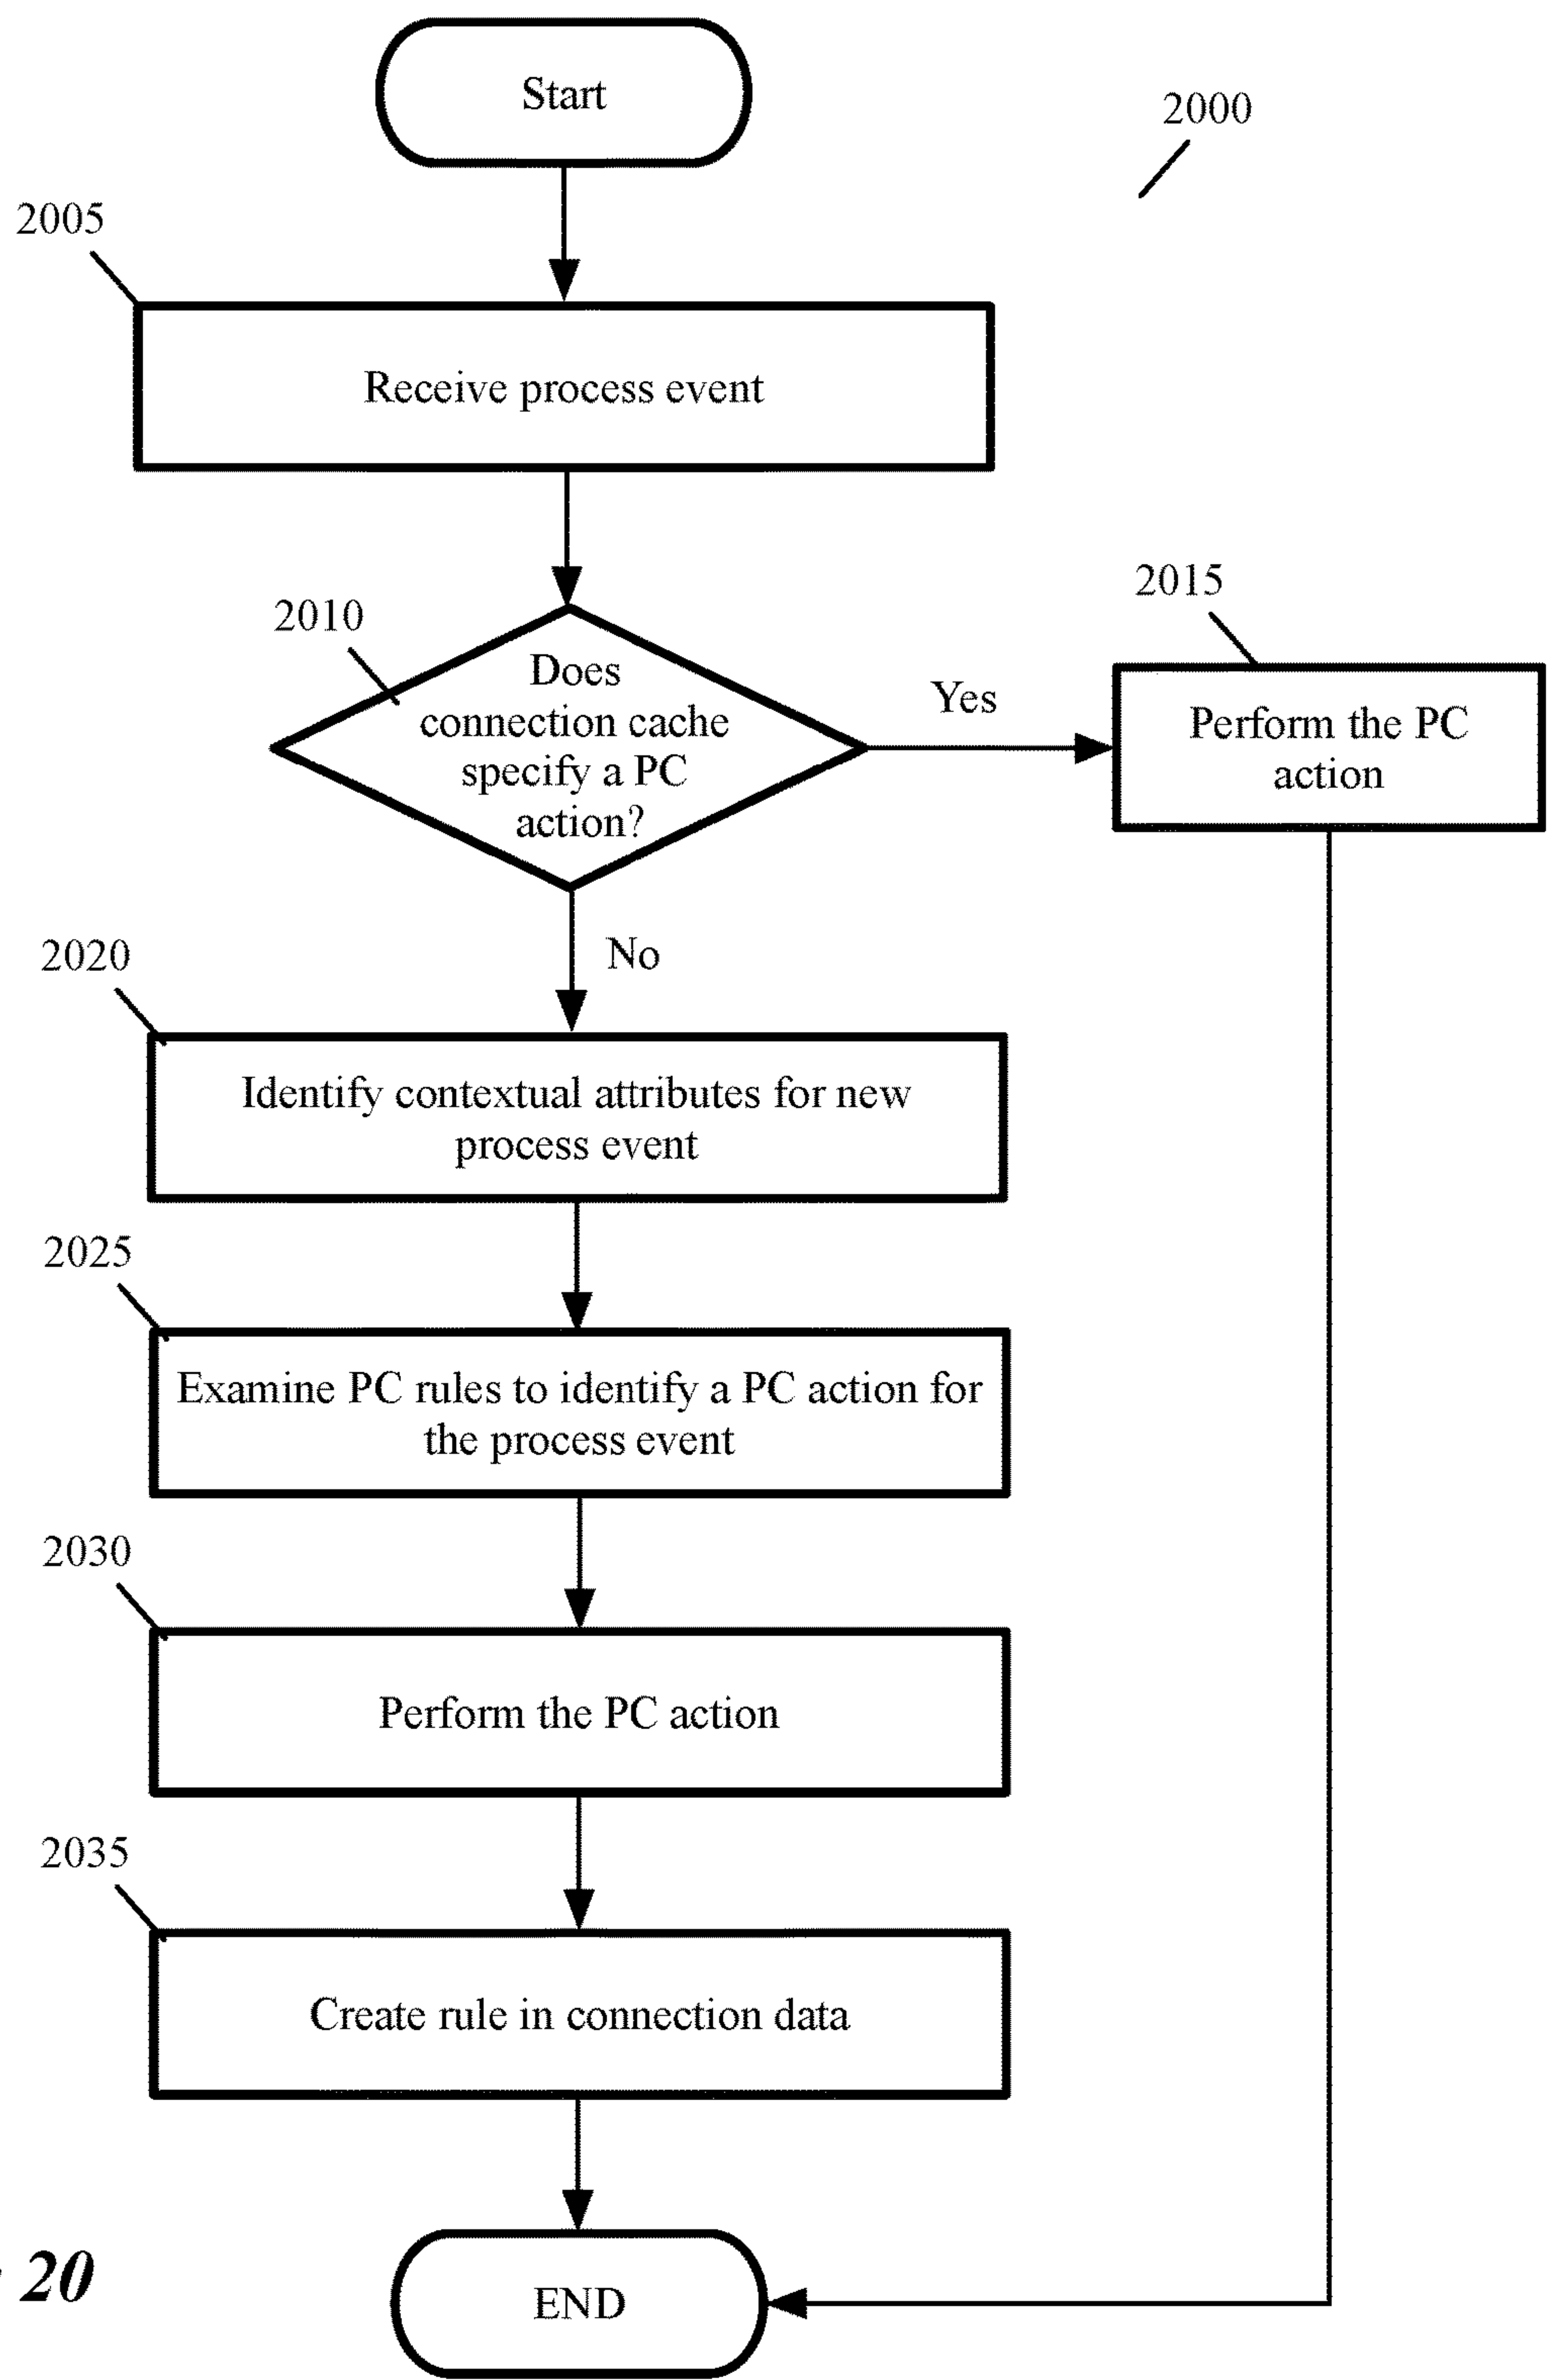 Start
2000
2005
Receive process event
2010
Does
connection cache
specify a PC
action?
Yes
2015
Perform the PC
action
No
2020
Identify contextual attributes for new
process event
2025
Examine PC rules to identify a PC action for
the process event
2030
Perform the PC action
2035
Create rule in connection data
END
20